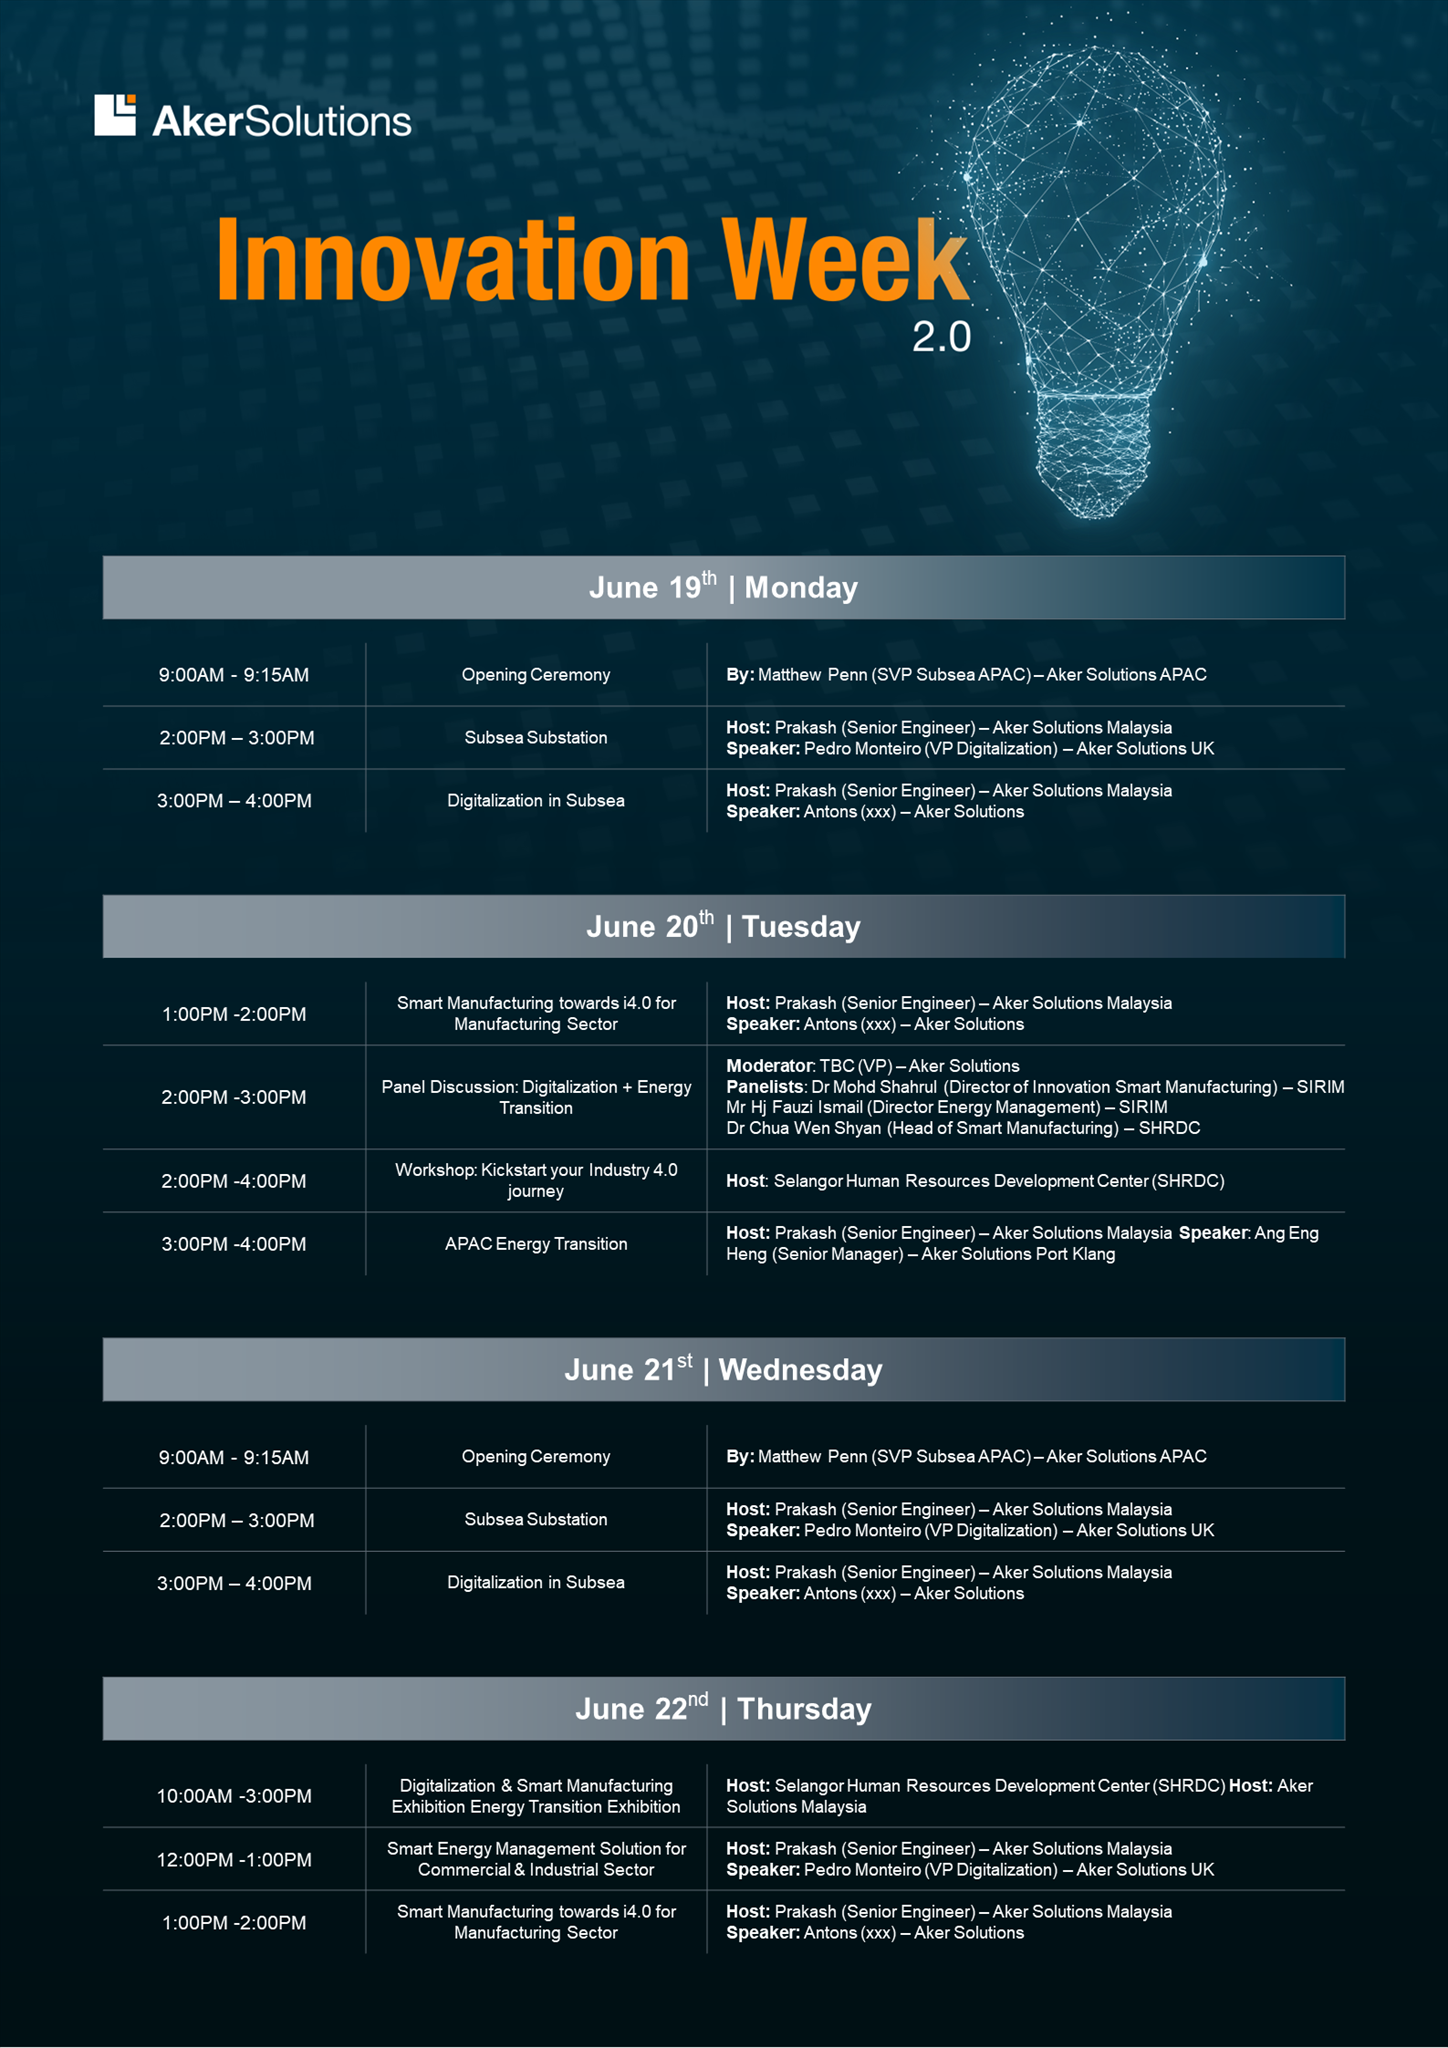 AkerSolutions
Innovation Week
2.0
June 19th | Monday
9:00AM - 9:15AM
Opening Ceremony
By: Matthew Penn (SVP Subsea APAC) – Aker Solutions APAC
2:00PM – 3:00PM
Subsea Substation
Host: Prakash (Senior Engineer) – Aker Solutions Malaysia
Speaker: Pedro Monteiro (VP Digitalization) – Aker Solutions UK
3:00PM – 4:00PM
Digitalization in Subsea
Host: Prakash (Senior Engineer) – Aker Solutions Malaysia
Speaker: Antons (xxx) – Aker Solutions
June 20th | Tuesday
1:00PM -2:00PM
Smart Manufacturing towards i4.0 for
Manufacturing Sector
Host: Prakash (Senior Engineer) – Aker Solutions Malaysia
Speaker: Antons (xxx) – Aker Solutions
2:00PM -3:00PM
Panel Discussion: Digitalization + Energy
Transition
Moderator: TBC (VP) – Aker Solutions
Panelists: Dr Mohd Shahrul (Director of Innovation Smart Manufacturing) – SIRIM
Mr Hj Fauzi Ismail (Director Energy Management) – SIRIM
Dr Chua Wen Shyan (Head of Smart Manufacturing) – SHRDC
2:00PM -4:00PM
Workshop: Kickstart your Industry 4.0
journey
Host: Selangor Human Resources Development Center (SHRDC)
3:00PM -4:00PM
APAC Energy Transition
Host: Prakash (Senior Engineer) – Aker Solutions Malaysia Speaker: Ang Eng
Heng (Senior Manager) – Aker Solutions Port Klang
June 21st | Wednesday
9:00AM - 9:15AM
Opening Ceremony
By: Matthew Penn (SVP Subsea APAC) – Aker Solutions APAC
2:00PM – 3:00PM
Subsea Substation
Host: Prakash (Senior Engineer) – Aker Solutions Malaysia
Speaker: Pedro Monteiro (VP Digitalization) – Aker Solutions UK
3:00PM – 4:00PM
Digitalization in Subsea
Host: Prakash (Senior Engineer) – Aker Solutions Malaysia
Speaker: Antons (xxx) – Aker Solutions
June 22nd | Thursday
10:00AM -3:00PM
Digitalization & Smart Manufacturing
Exhibition Energy Transition Exhibition
Host: Selangor Human Resources Development Center (SHRDC) Host: Aker
Solutions Malaysia
12:00PM -1:00PM
Smart Energy Management Solution for
Commercial & Industrial Sector
Host: Prakash (Senior Engineer) – Aker Solutions Malaysia
Speaker: Pedro Monteiro (VP Digitalization) – Aker Solutions UK
1:00PM -2:00PM
Smart Manufacturing towards i4.0 for
Manufacturing Sector
Host: Prakash (Senior Engineer) – Aker Solutions Malaysia
Speaker: Antons (xxx) – Aker Solutions